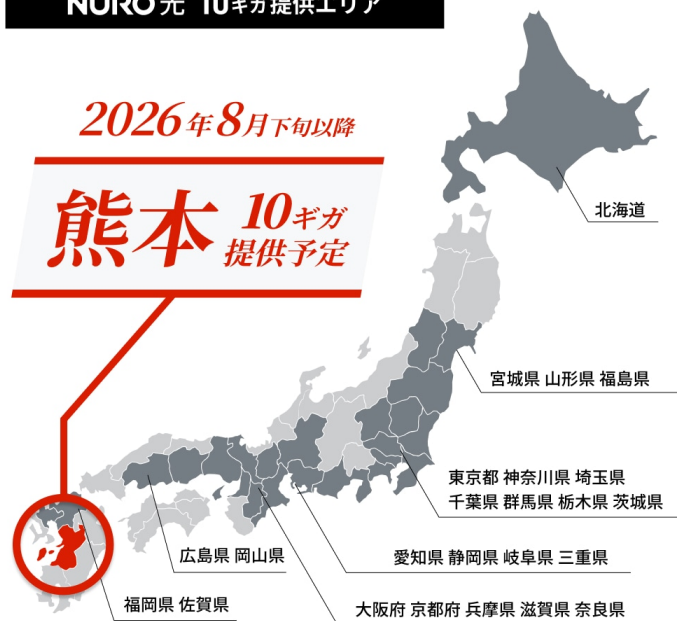 NURO 光 10ギガ提供エリア
2026年8月下旬以降
熊本 10ギガ
提供予定
北海道
宮城県 山形県 福島県
東京都 神奈川県 埼玉県
千葉県 群馬県 栃木県 茨城県
広島県 岡山県
愛知県 静岡県 岐阜県 三重県
福岡県 佐賀県
大阪府 京都府 兵庫県 滋賀県 奈良県